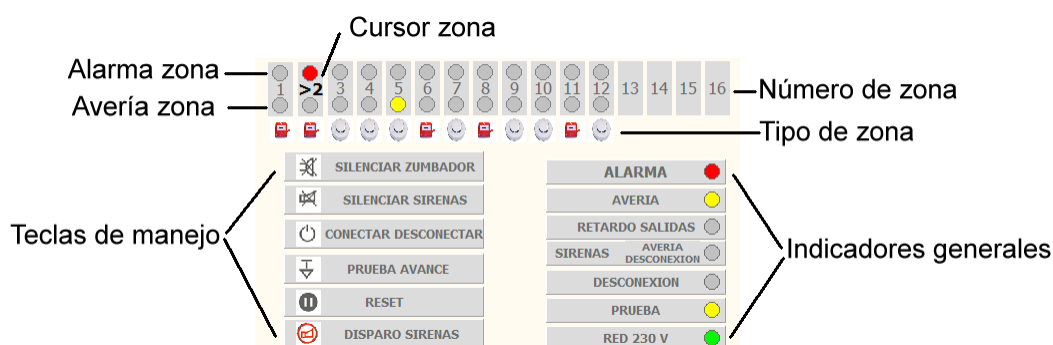 Cursor zona
Alarma zona
1 >2 3 4 5 6 7 8 9 10 11 12 13 14 15 16
Número de zona
Avería zona
Tipo de zona
SILENCIAR ZUMBADOR
SILENCIAR SIRENAS
CONECTAR DESCONECTAR
PRUEBA AVANCE
RESET
DISPARO SIRENAS
Teclas de manejo
ALARMA
AVERIA
RETARDO SALIDAS
SIRENAS AVERIA
DESCONEXION
DESCONEXION
PRUEBA
RED 230 V
Indicadores generales